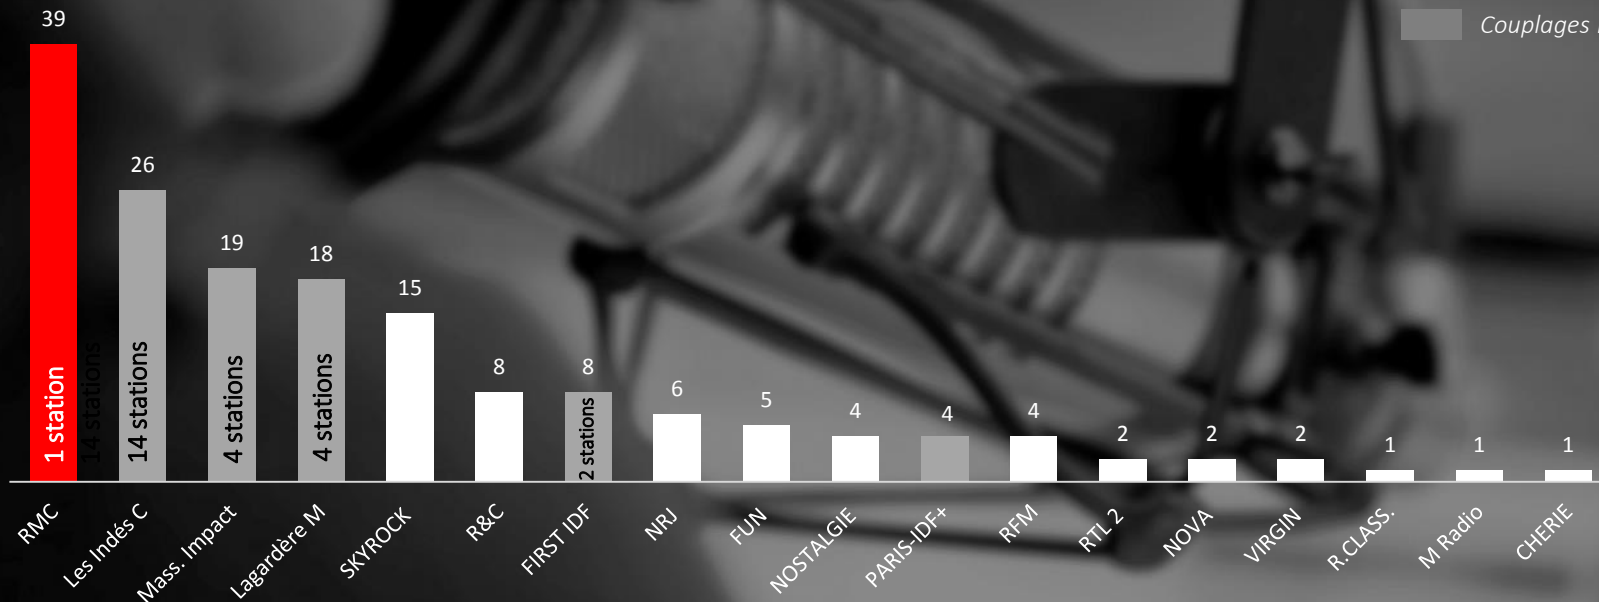 39
Couplages
26
19
18
15
8
8
6
5
4
4
4
2
2
2
1
1
1
1 station
14 stations
14 stations
4 stations
4 stations
2 stations
RMC
Les Indés C
Mass. Impact
Lagardère M
SKYROCK
R&C
FIRST IDF
NRJ
FUN
NOSTALGIE
PARIS-IDF+
RFM
RTL 2
NOVA
VIRGIN
R.CLASS.
M Radio
CHERIE